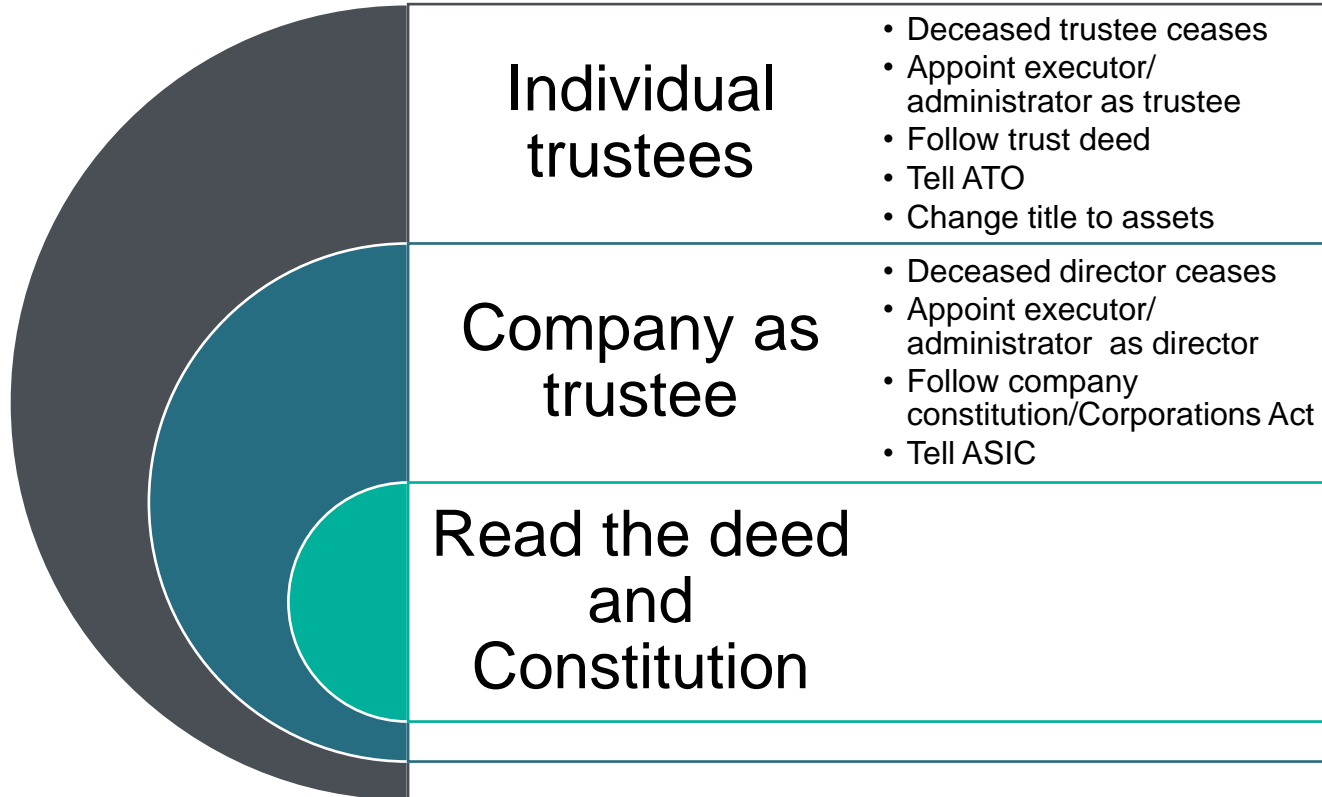 Individual
trustees
• Deceased trustee ceases
• Appoint executor/
administrator as trustee
• Follow trust deed
• Tell ATO
• Change title to assets
Company as
trustee
• Deceased director ceases
• Appoint executor/
administrator  as director
• Follow company
constitution/Corporations Act
• Tell ASIC
Read the deed
and
Constitution